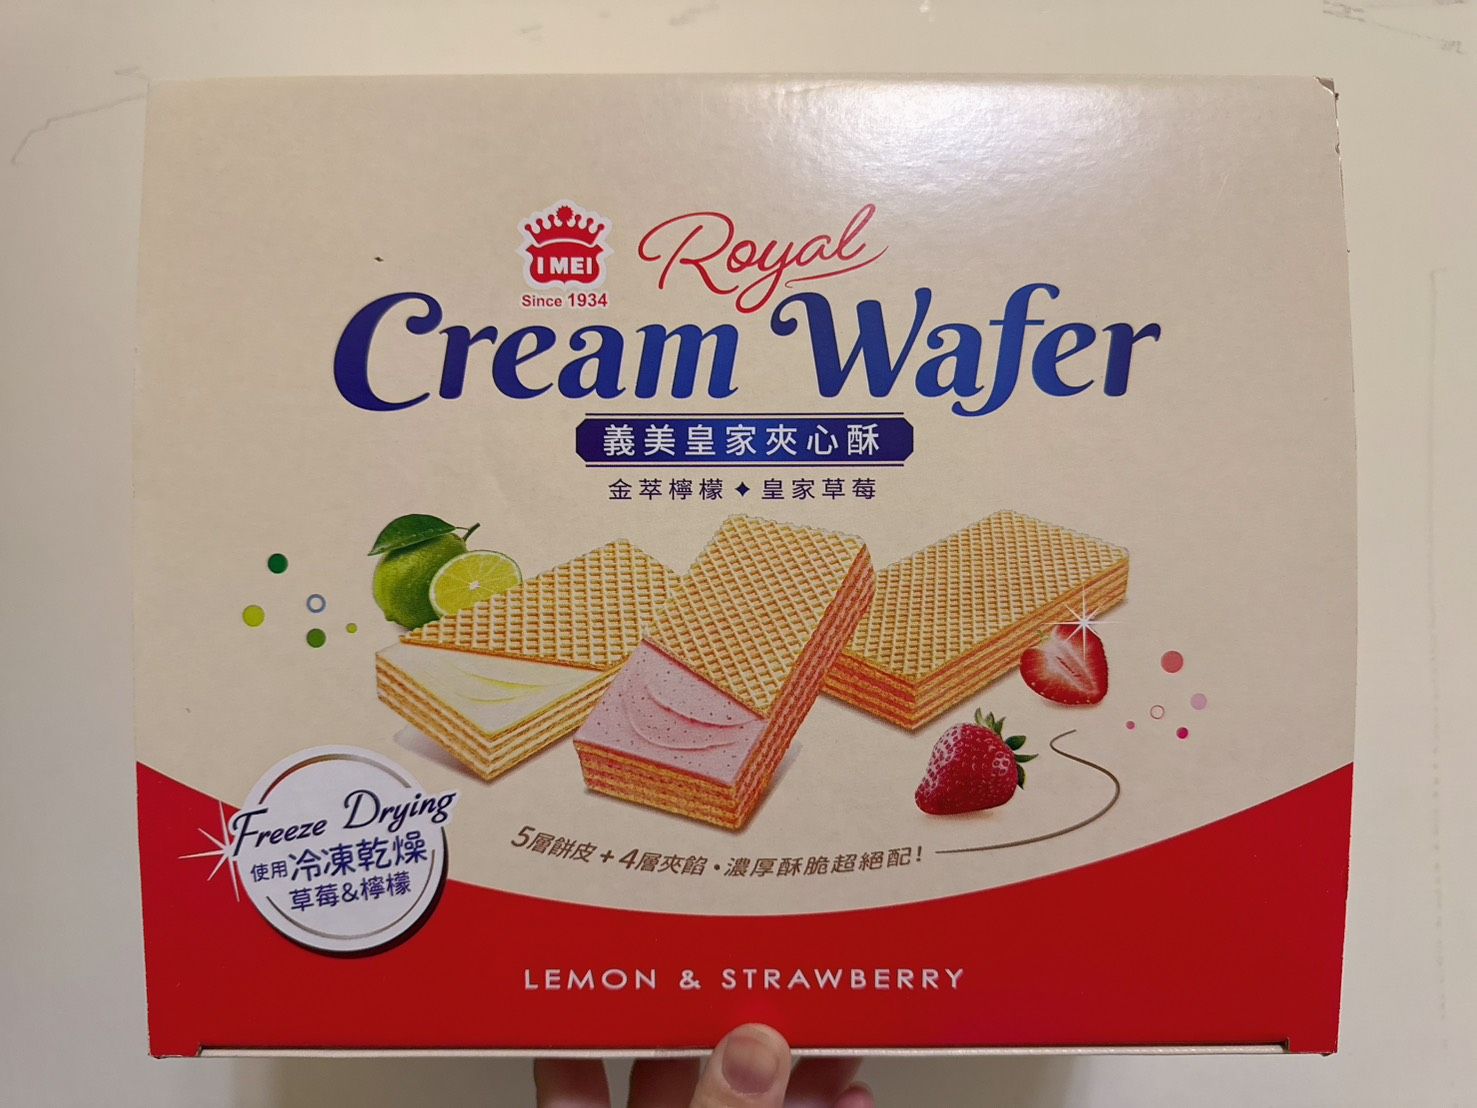 I MEI
Since 1934
Royal
Cream Wafer
義美皇家夾心酥
金萃檸檬✦皇家草莓
5層餅皮+4層夾餡・濃厚酥脆超絕配!
Freeze Drying
使用冷凍乾燥
草莓&檸檬
LEMON & STRAWBERRY